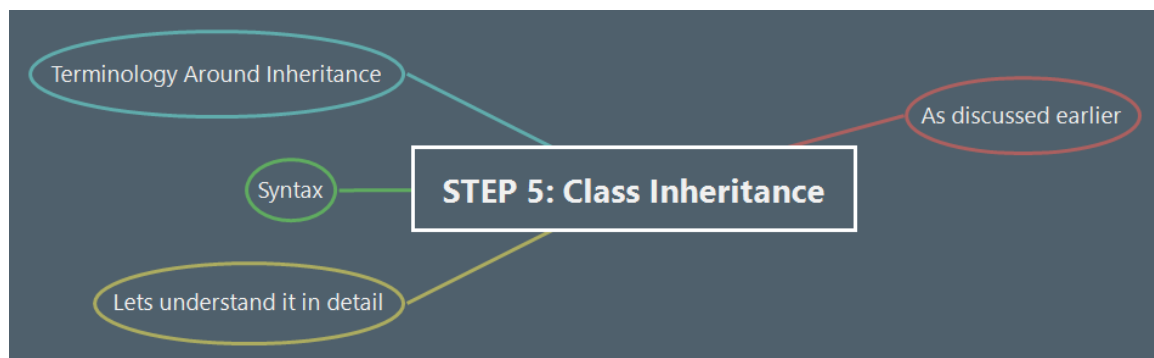 Terminology Around Inheritance
As discussed earlier
Syntax
STEP 5: Class Inheritance
Lets understand it in detail